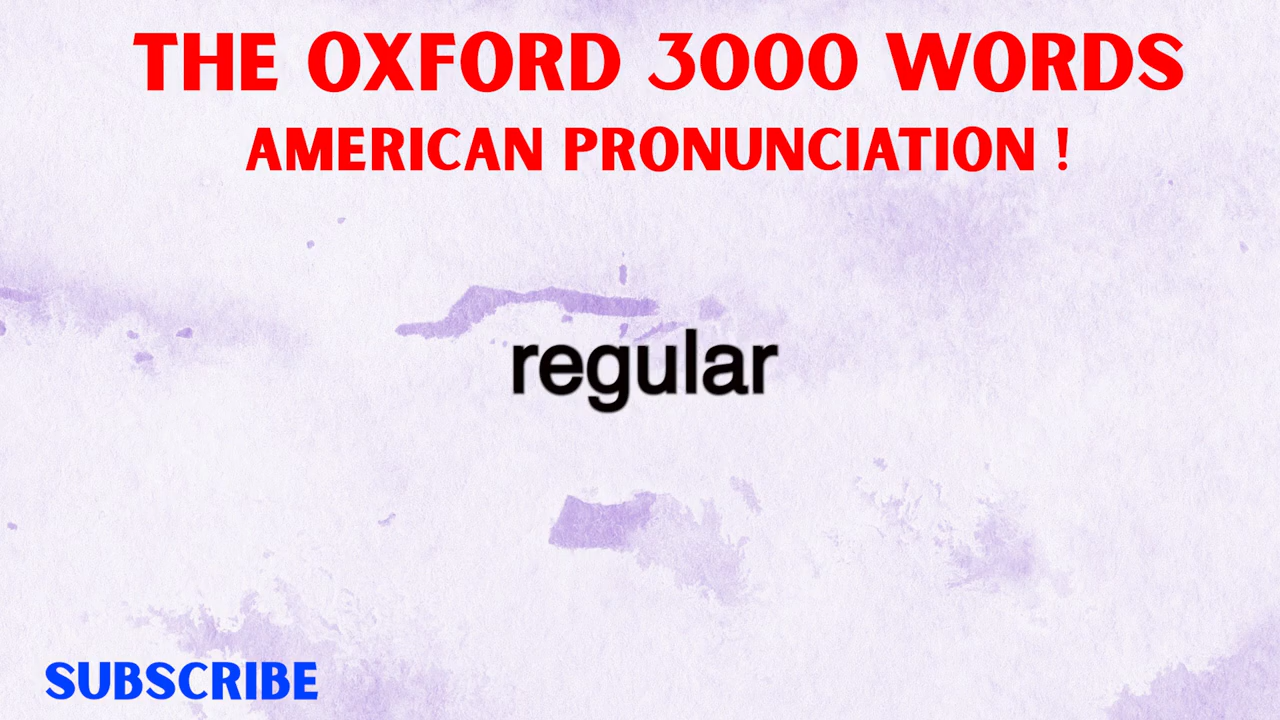 THE OXFORD 3000 WORDS
AMERICAN PRONUNCIATION !
regular
SUBSCRIBE